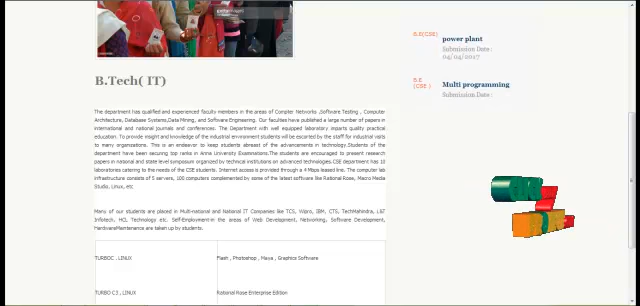 B.Tech( IT)
The department has qualified and experienced faculty members in the areas of Compter Networks ,Software Testing , Computer
Architecture, Database Systems,Data Mining, and Software Engineering. Our faculties have published a large number of papers in
international and national journals and conferences. The Department with well equipped laboratory imparts quality practical
education. To provide insight and knowledge of the industrial environment students will be escorted by the staff for industrial visits
to many organizations. This is an endeavor to keep students abreast of the advancements in technology.Students of the
department have been securing top ranks in Anna University Examinations.The students are encouraged to present research
papers in national and state level symposium organized by technical institutions on advanced technologies.CSE department has 10
laboratories catering to the needs of the CSE students. Internet access is provided through a 4 Mbps leased line. The computer lab
infrastructure consists of 5 servers, 100 computers complemented by some of the latest software like Rational Rose, Macro Media
Studio, Linux, etc
Many of our students are placed in Multi-national and National IT Companies like TCS, Wipro, IBM, CTS, TechMahindra, L&T
Infotech, HCL Technology etc. Self-Employment-in the areas of Web Development, Networking, Software Development,
HardwareMaintenance are taken up by students.
TURBOC , LINUX
Flash , Photoshop , Maya , Graphics Software
TURBO C3 , LINUX
Rational Rose Enterprise Edition
B.E(CSE)
power plant
Submission Date :
04/04/2017
B.E
(CSE )
Multi programming
Submission Date :